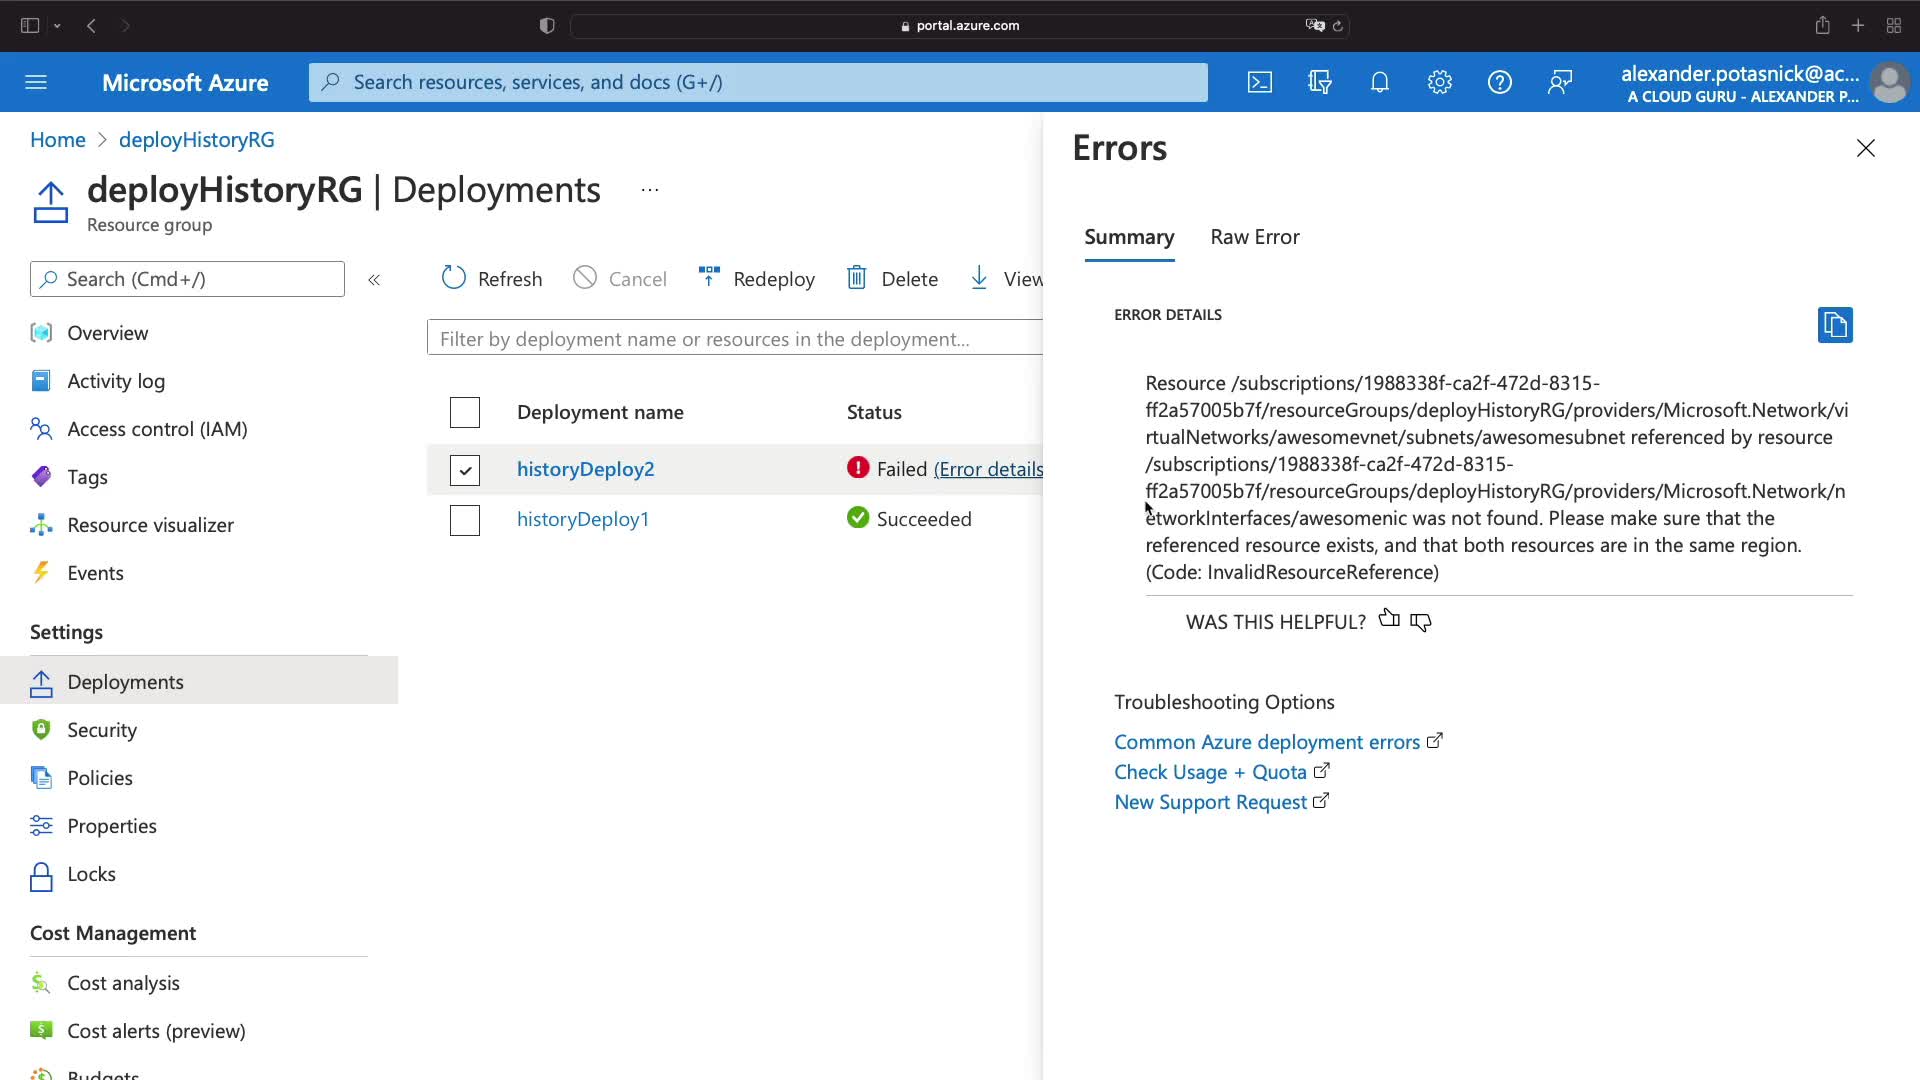 portal.azure.com
Microsoft Azure
Search resources, services, and docs (G+/)
alexander.potasnick@ac...
A CLOUD GURU - ALEXANDER P...
Home > deployHistoryRG
deployHistoryRG | Deployments ...
Resource group
Search (Cmd+/)
«
Overview
Activity log
Access control (IAM)
Tags
Resource visualizer
Events
Settings
Deployments
Security
Policies
Properties
Locks
Cost Management
Cost analysis
Cost alerts (preview)
Budgets
Refresh
Cancel
Redeploy
Delete
View
Filter by deployment name or resources in the deployment...
Deployment name
Status
historyDeploy2
Failed (Error details
historyDeploy1
Succeeded
Errors
Summary
Raw Error
ERROR DETAILS
Resource /subscriptions/1988338f-ca2f-472d-8315-
ff2a57005b7f/resourceGroups/deployHistoryRG/providers/Microsoft.Network/vi
rtualNetworks/awesomevnet/subnets/awesomesubnet referenced by resource
/subscriptions/1988338f-ca2f-472d-8315-
ff2a57005b7f/resourceGroups/deployHistoryRG/providers/Microsoft.Network/n
etworkInterfaces/awesomenic was not found. Please make sure that the
referenced resource exists, and that both resources are in the same region.
(Code: InvalidResourceReference)
WAS THIS HELPFUL?
Troubleshooting Options
Common Azure deployment errors
Check Usage + Quota
New Support Request